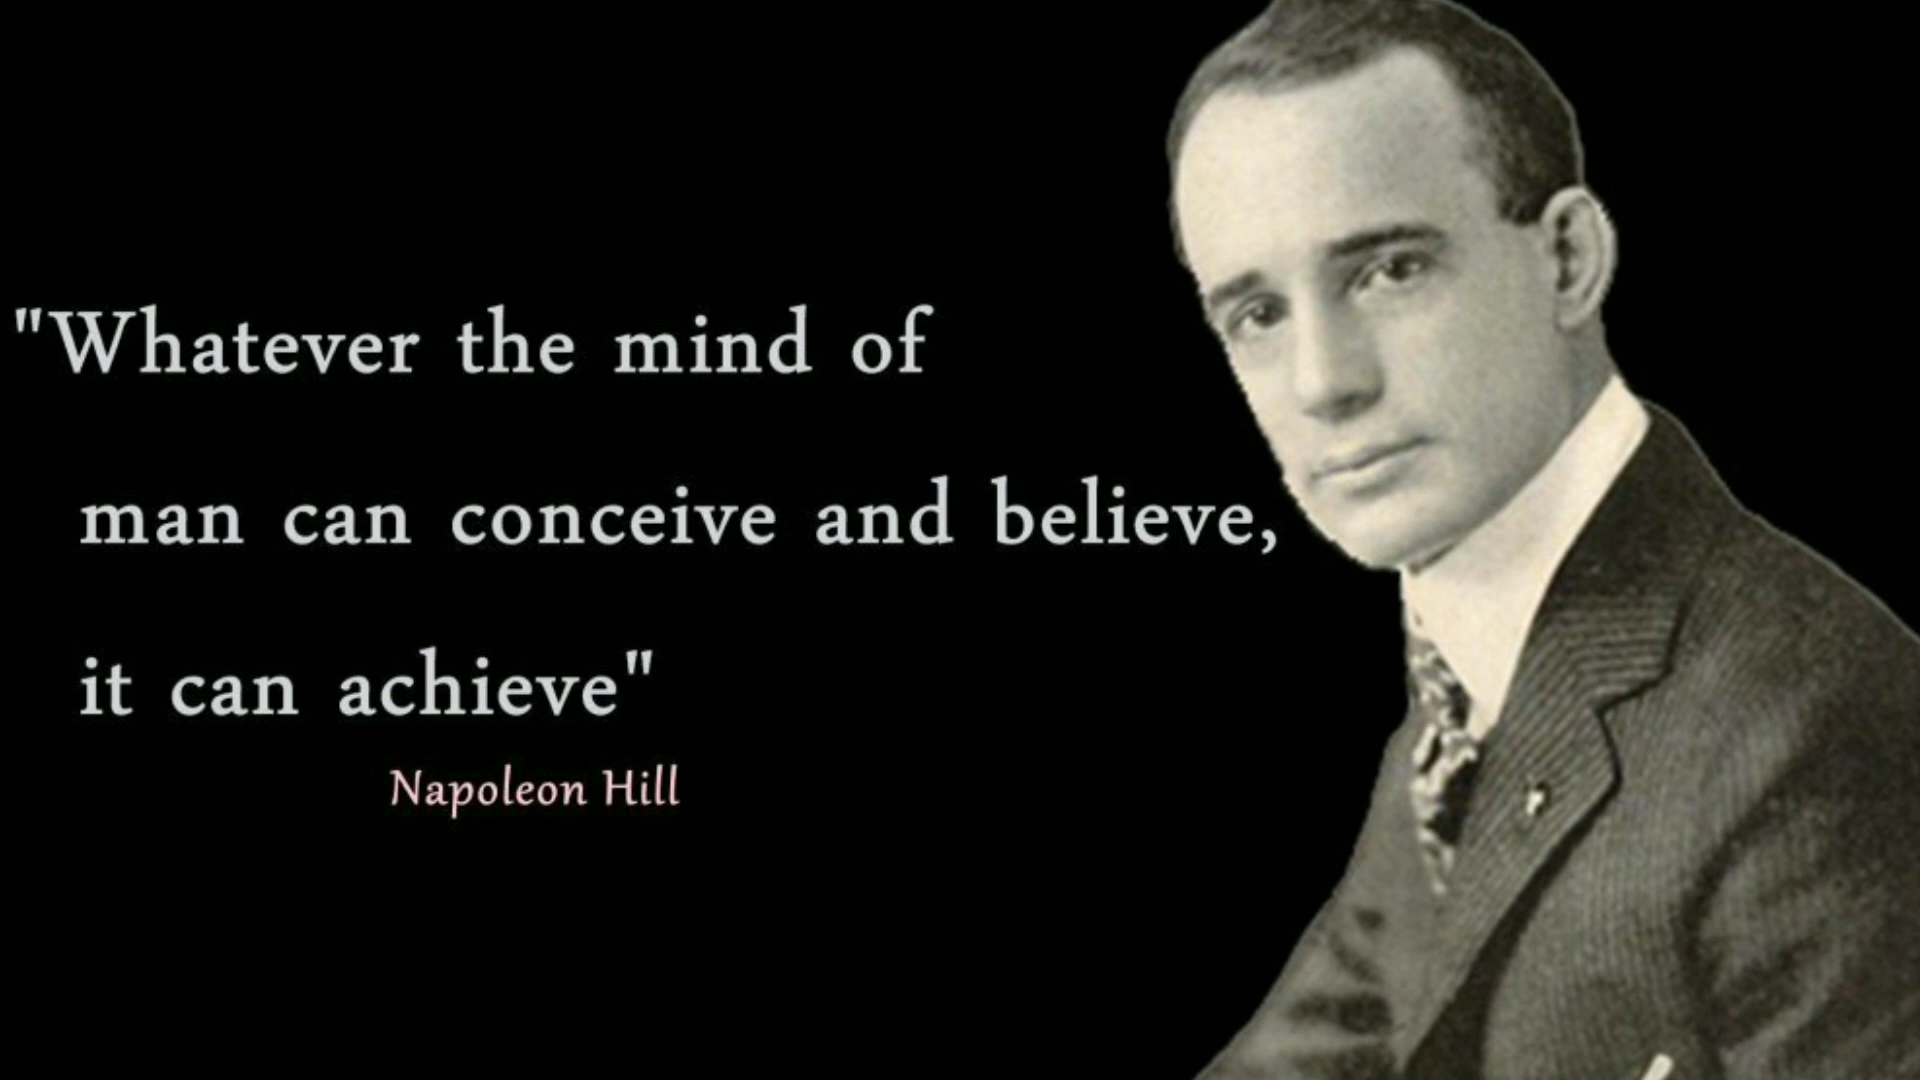 "Whatever the mind of
man can conceive and believe,
it can achieve"
Napoleon Hill